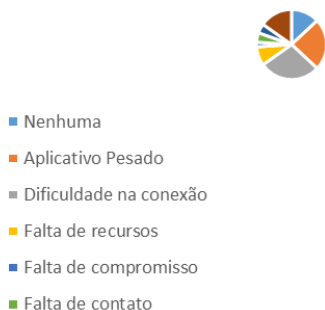 Nenhuma
Aplicativo Pesado
Dificuldade na conexão
Falta de recursos
Falta de compromisso
Falta de contato